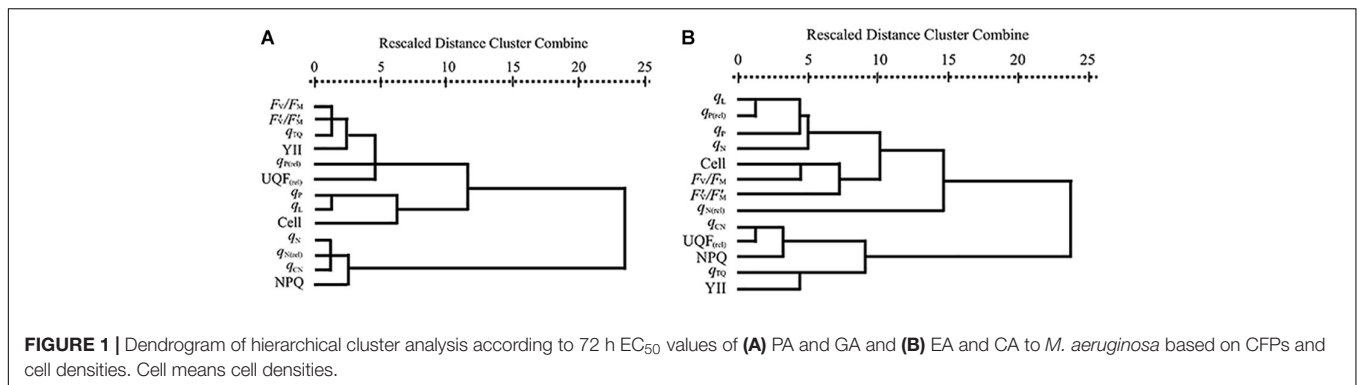 A
Rescaled Distance Cluster Combine
0 5 10 15 20 25
Fv/FM
F'v/F'M
qTQ
YII
qP(rel)
UQF(rel)
qP
qL
Cell
qN
qN(rel)
qCN
NPQ
B
Rescaled Distance Cluster Combine
0 5 10 15 20 25
qL
qP(rel)
qP
qN
Cell
Fv/FM
F'v/F'M
qN(rel)
qCN
UQF(rel)
NPQ
qTQ
YII
FIGURE 1 | Dendrogram of hierarchical cluster analysis according to 72 h EC50 values of (A) PA and GA and (B) EA and CA to M. aeruginosa based on CFPs and
cell densities. Cell means cell densities.